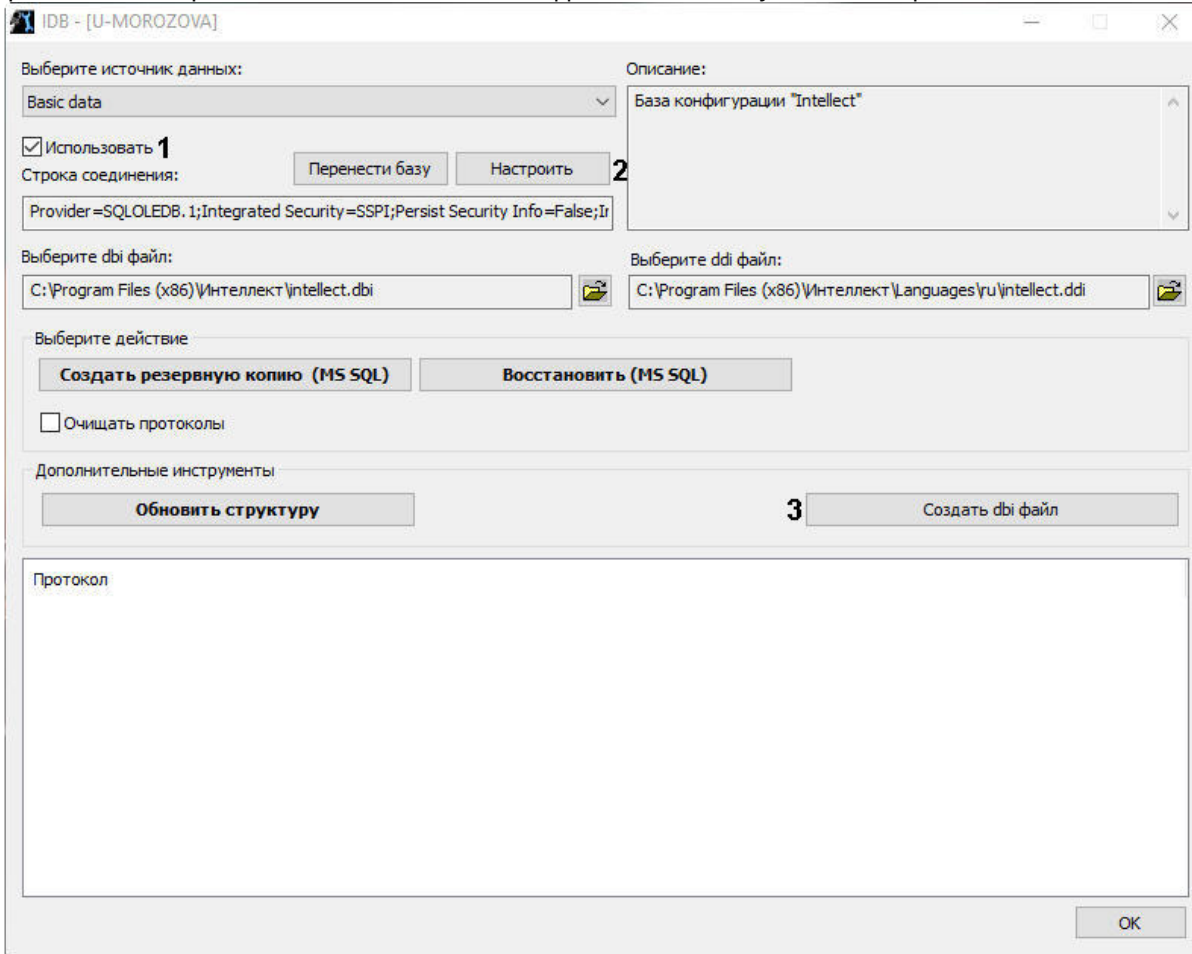 IDB - [U-MOROZOVA]
Выберите источник данных:
Описание:
Basic data
База конфигурации "Intellect"
Использовать 1
Строка соединения:
Перенести базу
Настроить 2
Provider=SQLOLEDB.1;Integrated Security=SSPI;Persist Security Info=False;Ir
Выберите dbi файл:
Выберите ddi файл:
C:\Program Files (x86)\Интеллект\intellect.dbi
C:\Program Files (x86)\Интеллект\Languages\ru\intellect.ddi
Выберите действие
Создать резервную копию (MS SQL)
Восстановить (MS SQL)
Очищать протоколы
Дополнительные инструменты
Обновить структуру
3 Создать dbi файл
Протокол
OK